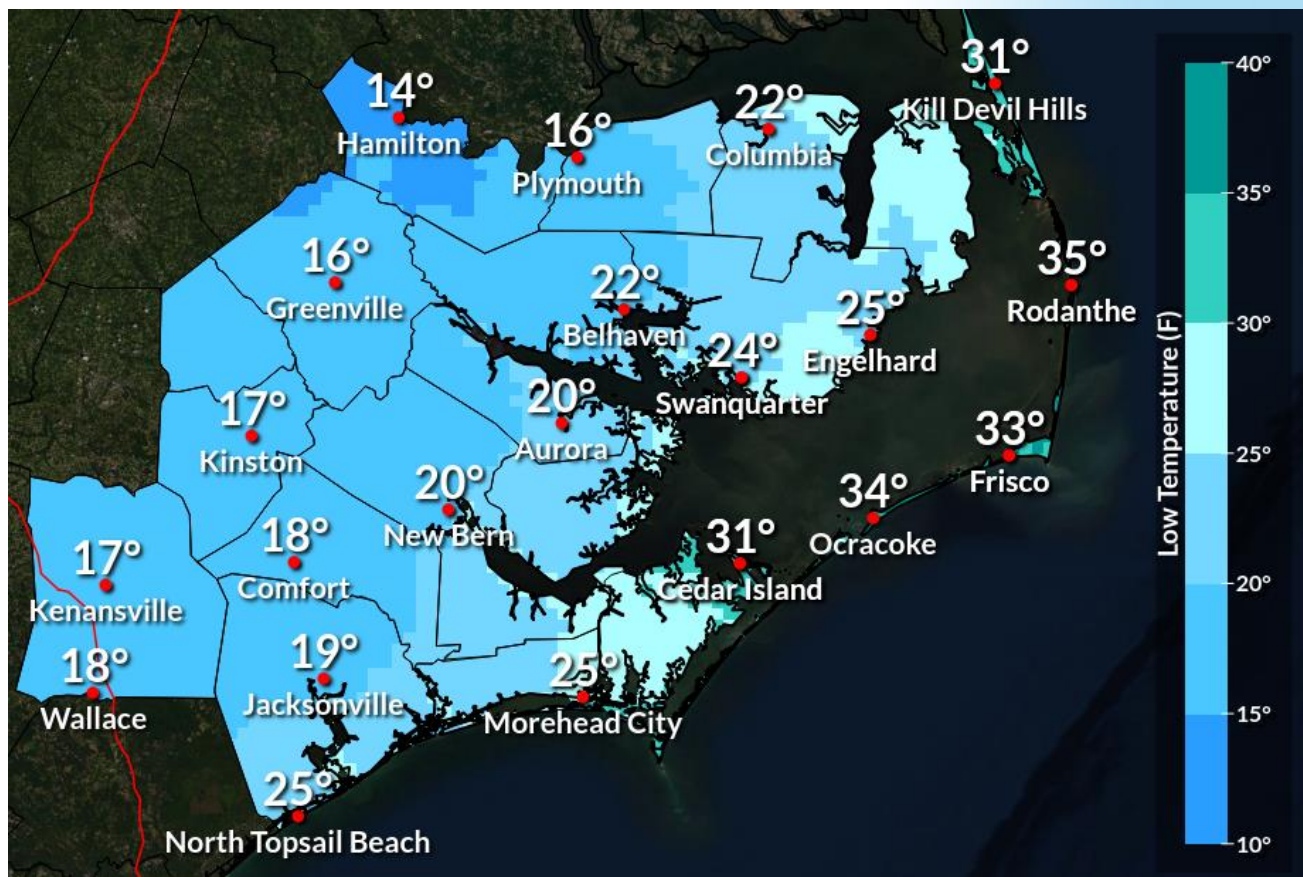 31°
Kill Devil Hills
14°
Hamilton
22°
Columbia
16°
Plymouth
40°
35°
30°
25°
20°
15°
10°
Low Temperature (F)
16°
Greenville
35°
Rodanthe
22°
Belhaven
25°
Engelhard
24°
Swanquarter
20°
Aurora
17°
Kinston
33°
Frisco
20°
New Bern
34°
Ocracoke
18°
Comfort
31°
Cedar Island
17°
Kenansville
18°
Wallace
19°
Jacksonville
25°
Morehead City
25°
North Topsail Beach